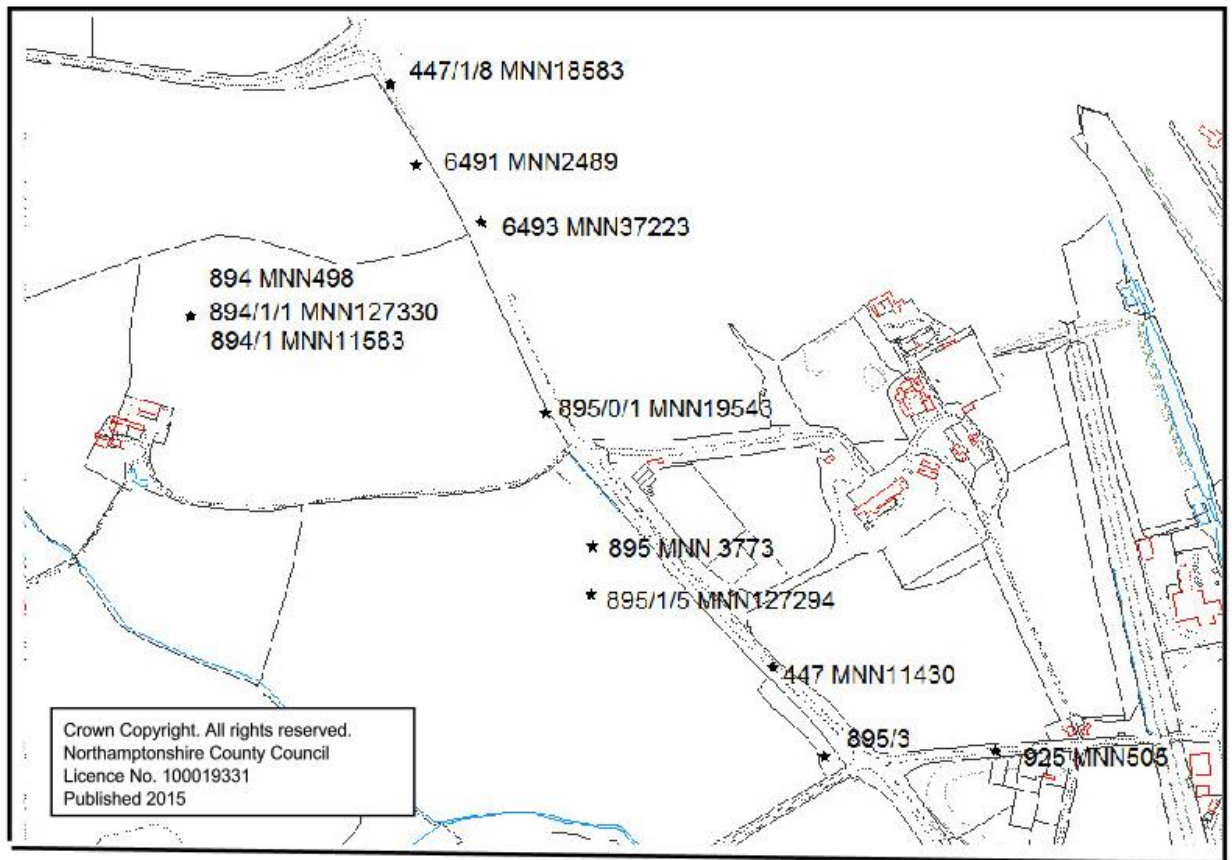 447/1/8 MNN18583
6491 MNN2489
6493 MNN37223
894 MNN498
894/1/1 MNN127330
894/1 MNN11583
895/0/1 MNN19543
895 MNN 3773
895/1/5 MNN127294
447 MNN11430
895/3
925 MNN505
Crown Copyright. All rights reserved.
Northamptonshire County Council
Licence No. 100019331
Published 2015